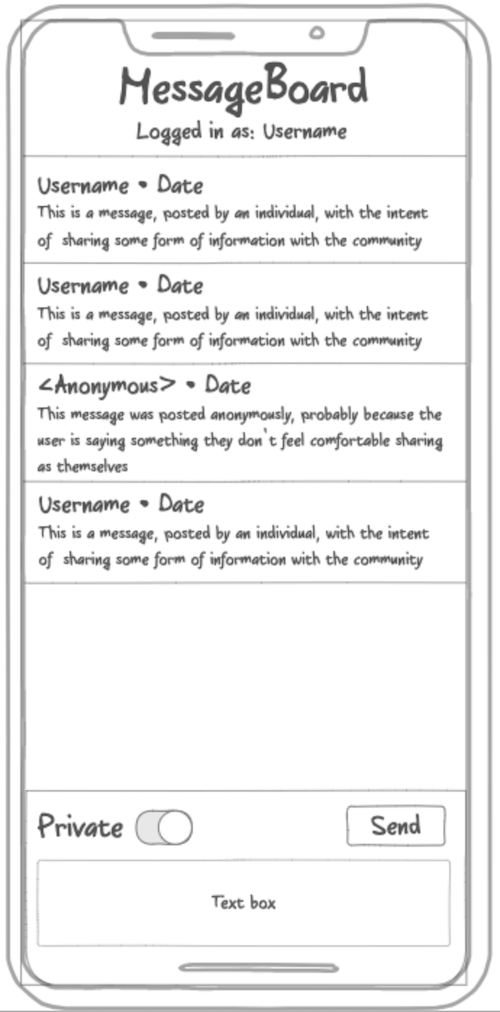 MessageBoard
Logged in as: Username
Username • Date
This is a message, posted by an individual, with the intent
of sharing some form of information with the community
Username • Date
This is a message, posted by an individual, with the intent
of sharing some form of information with the community
<Anonymous> • Date
This message was posted anonymously, probably because the
user is saying something they don't feel comfortable sharing
as themselves
Username • Date
This is a message, posted by an individual, with the intent
of sharing some form of information with the community
Private
Send
Text box